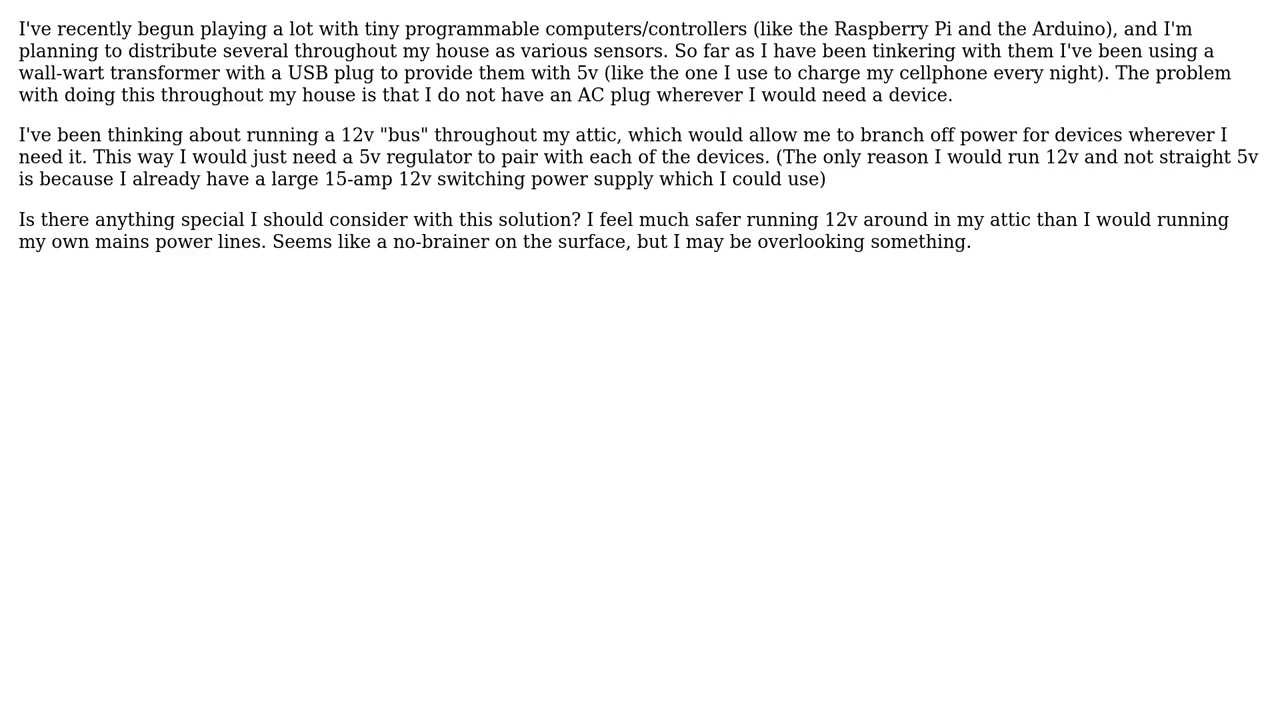 I've recently begun playing a lot with tiny programmable computers/controllers (like the Raspberry Pi and the Arduino), and I'm
planning to distribute several throughout my house as various sensors. So far as I have been tinkering with them I've been using a
wall-wart transformer with a USB plug to provide them with 5v (like the one I use to charge my cellphone every night). The problem
with doing this throughout my house is that I do not have an AC plug wherever I would need a device.
I've been thinking about running a 12v "bus" throughout my attic, which would allow me to branch off power for devices wherever I
need it. This way I would just need a 5v regulator to pair with each of the devices. (The only reason I would run 12v and not straight 5v
is because I already have a large 15-amp 12v switching power supply which I could use)
Is there anything special I should consider with this solution? I feel much safer running 12v around in my attic than I would running
my own mains power lines. Seems like a no-brainer on the surface, but I may be overlooking something.